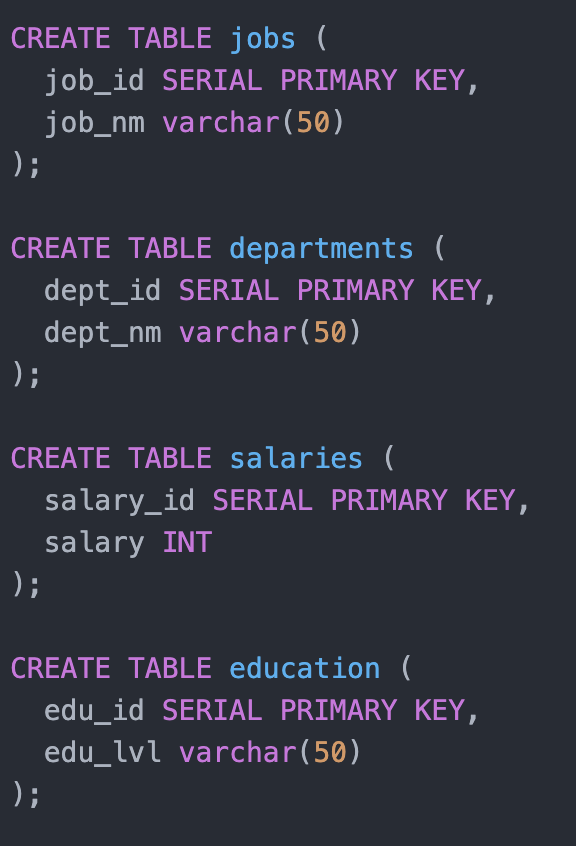 CREATE TABLE jobs (
  job_id SERIAL PRIMARY KEY,
  job_nm varchar(50)
);

CREATE TABLE departments (
  dept_id SERIAL PRIMARY KEY,
  dept_nm varchar(50)
);

CREATE TABLE salaries (
  salary_id SERIAL PRIMARY KEY,
  salary INT
);

CREATE TABLE education (
  edu_id SERIAL PRIMARY KEY,
  edu_lvl varchar(50)
);